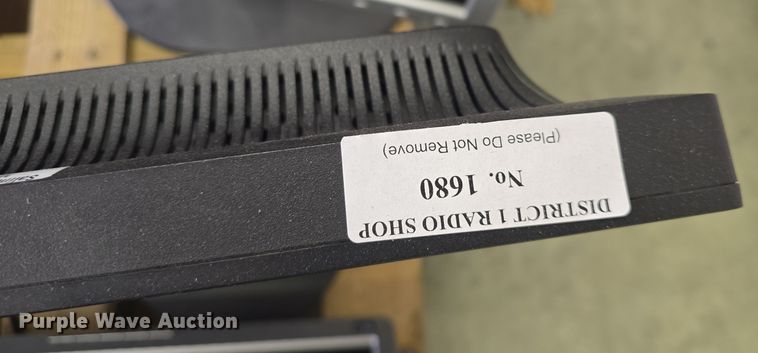 DISTRICT 1 RADIO SHOP
No. 1680
(Please Do Not Remove)
Purple Wave Auction